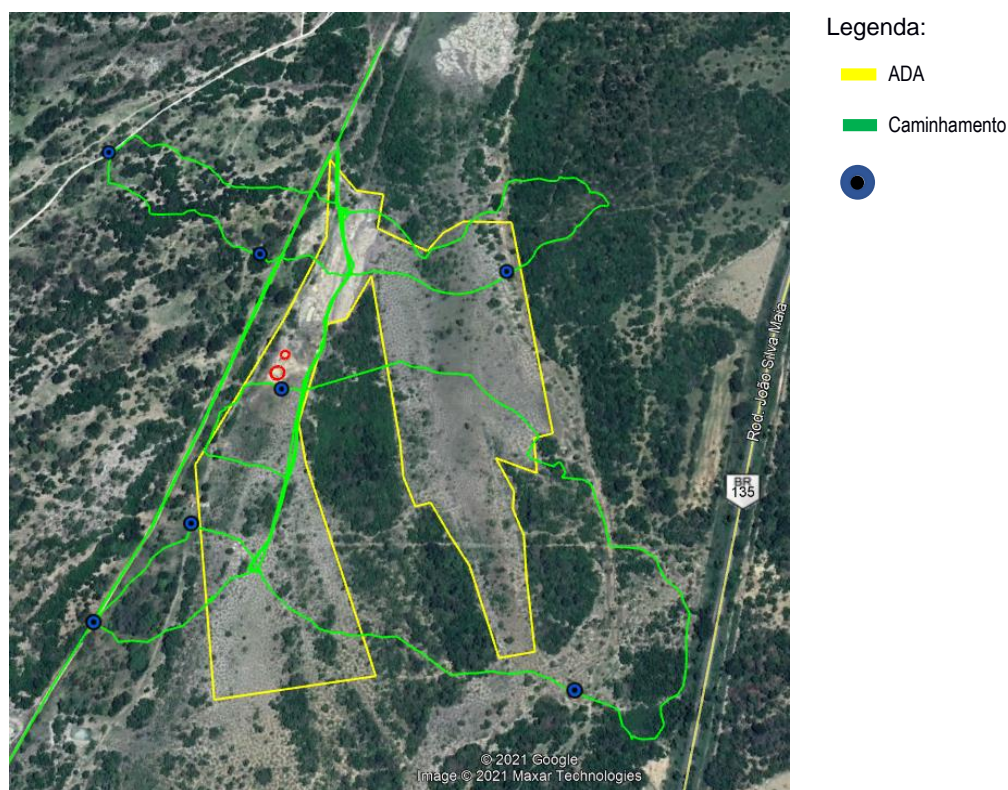 Legenda:
ADA
Caminhamento
Rod. João Silva Maia
BR
135
© 2021 Google
Image © 2021 Maxar Technologies